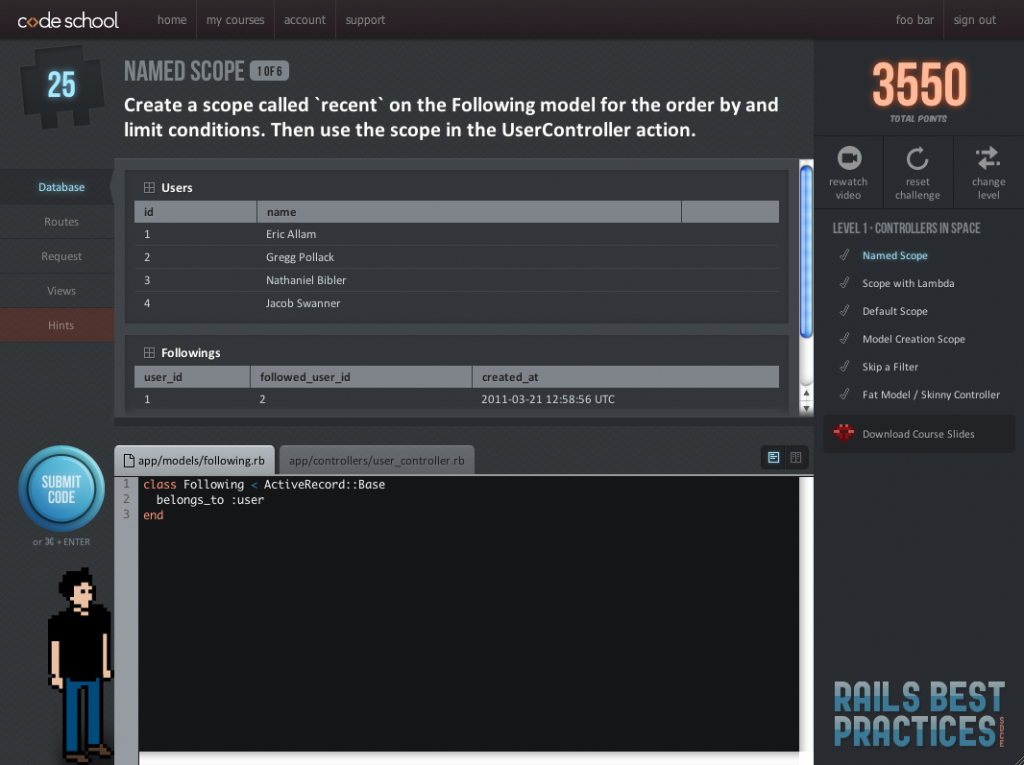 code school
home
my courses
account
support
foo bar
sign out
25
NAMED SCOPE 1 OF 6
Create a scope called `recent` on the Following model for the order by and
limit conditions. Then use the scope in the UserController action.
3550
TOTAL POINTS
rewatch
video
reset
challenge
change
level
Database
Routes
Request
Views
Hints
Users
id name
1 Eric Allam
2 Gregg Pollack
3 Nathaniel Bibler
4 Jacob Swanner
Followings
user_id followed_user_id created_at
1 2 2011-03-21 12:58:56 UTC
LEVEL 1 - CONTROLLERS IN SPACE
Named Scope
Scope with Lambda
Default Scope
Model Creation Scope
Skip a Filter
Fat Model / Skinny Controller
Download Course Slides
SUBMIT
CODE
or ⌘ + ENTER
app/models/following.rb
app/controllers/user_controller.rb
1 class Following < ActiveRecord::Base
2 belongs_to :user
3 end
RAILS BEST
PRACTICES